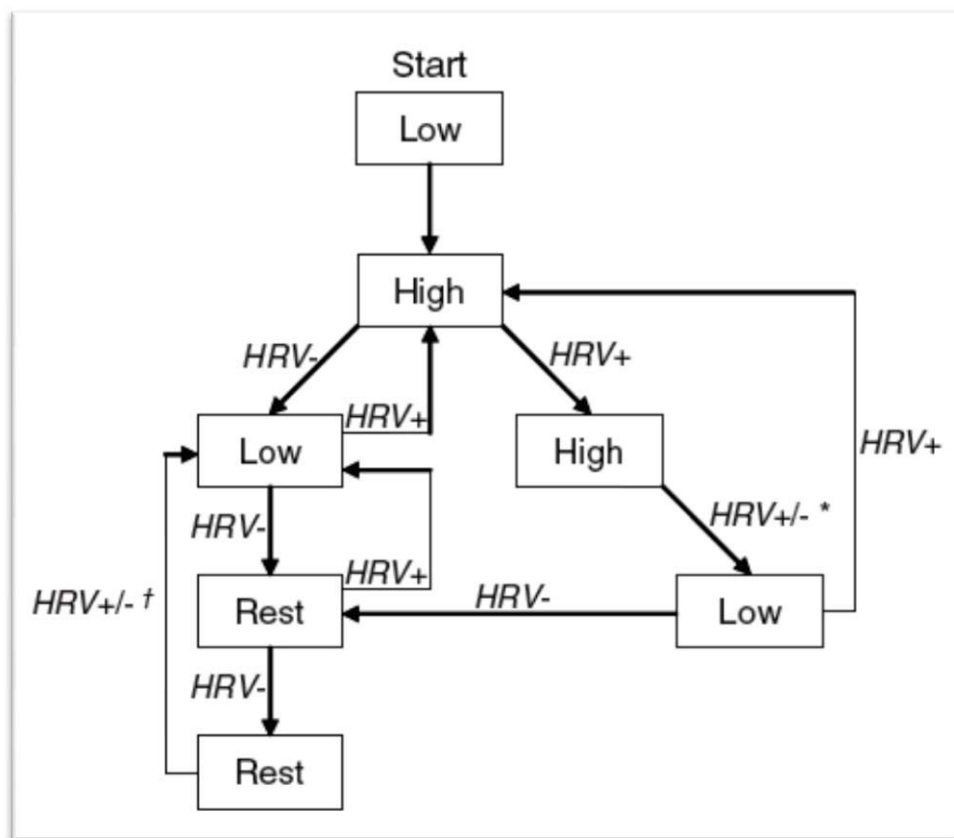 Start
Low
High
HRV-
HRV+
HRV+
Low
High
HRV+
HRV-
HRV+/- *
HRV+
HRV+/- †
Rest
HRV-
Low
HRV-
Rest